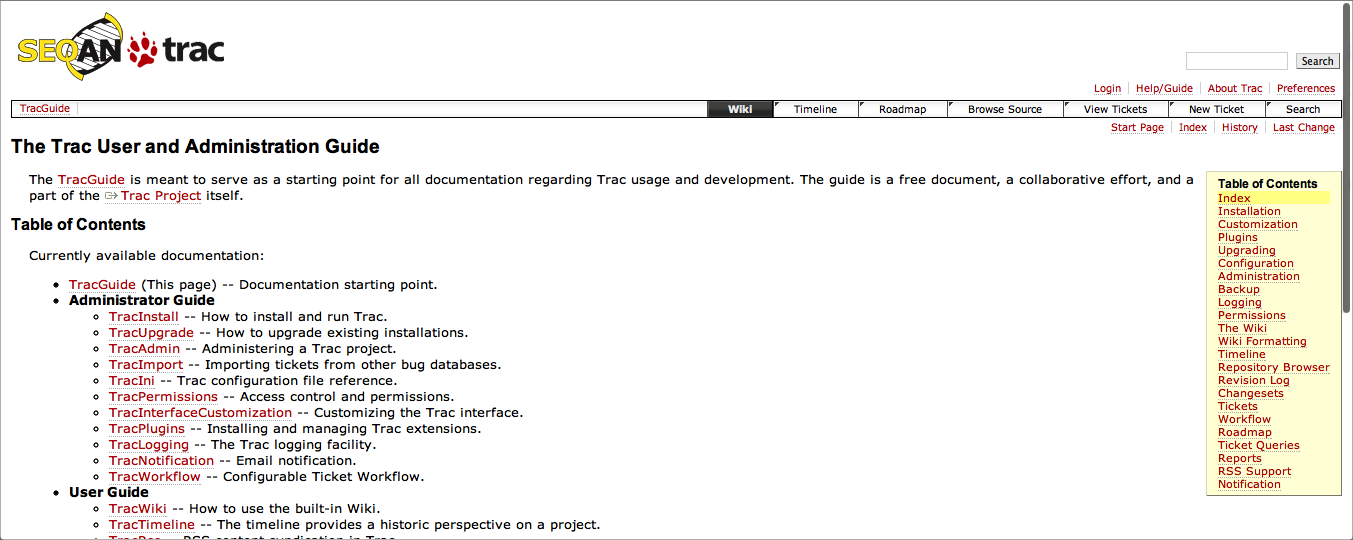 SEQAN trac
Search
Login Help/Guide About Trac Preferences
TracGuide Wiki Timeline Roadmap Browse Source View Tickets New Ticket Search
Start Page Index History Last Change
The Trac User and Administration Guide
The TracGuide is meant to serve as a starting point for all documentation regarding Trac usage and development. The guide is a free document, a collaborative effort, and a
part of the Trac Project itself.
Table of Contents
Currently available documentation:
• TracGuide (This page) -- Documentation starting point.
• Administrator Guide
◦ TracInstall -- How to install and run Trac.
◦ TracUpgrade -- How to upgrade existing installations.
◦ TracAdmin -- Administering a Trac project.
◦ TracImport -- Importing tickets from other bug databases.
◦ TracIni -- Trac configuration file reference.
◦ TracPermissions -- Access control and permissions.
◦ TracInterfaceCustomization -- Customizing the Trac interface.
◦ TracPlugins -- Installing and managing Trac extensions.
◦ TracLogging -- The Trac logging facility.
◦ TracNotification -- Email notification.
◦ TracWorkflow -- Configurable Ticket Workflow.
• User Guide
◦ TracWiki -- How to use the built-in Wiki.
◦ TracTimeline -- The timeline provides a historic perspective on a project.
◦ TracRss -- RSS content syndication in Trac.
Table of Contents
Index
Installation
Customization
Plugins
Upgrading
Configuration
Administration
Backup
Logging
Permissions
The Wiki
Wiki Formatting
Timeline
Repository Browser
Revision Log
Changesets
Tickets
Workflow
Roadmap
Ticket Queries
Reports
RSS Support
Notification